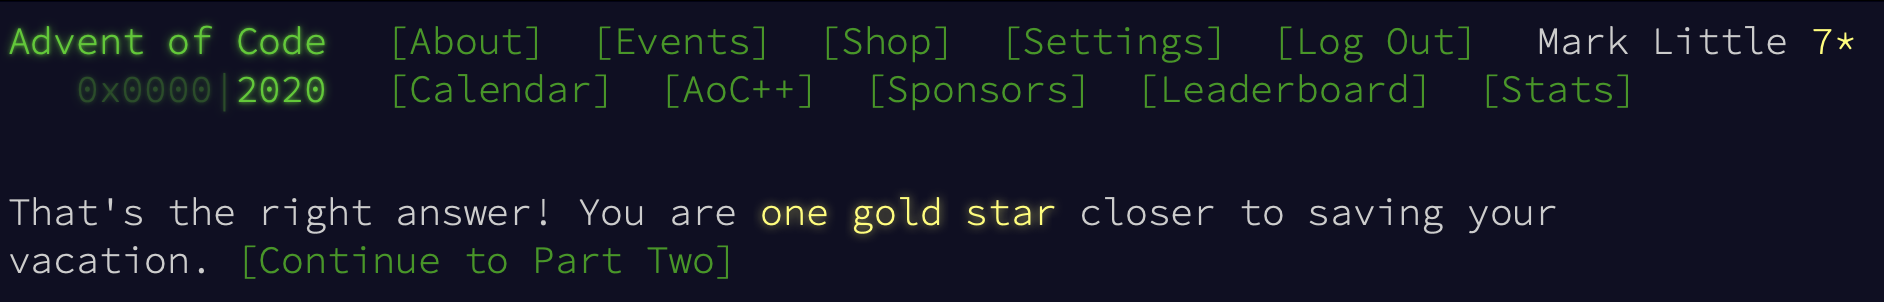 Advent of Code [About] [Events] [Shop] [Settings] [Log Out] Mark Little 7*
0x0000|2020 [Calendar] [AoC++] [Sponsors] [Leaderboard] [Stats]
That's the right answer! You are one gold star closer to saving your
vacation. [Continue to Part Two]